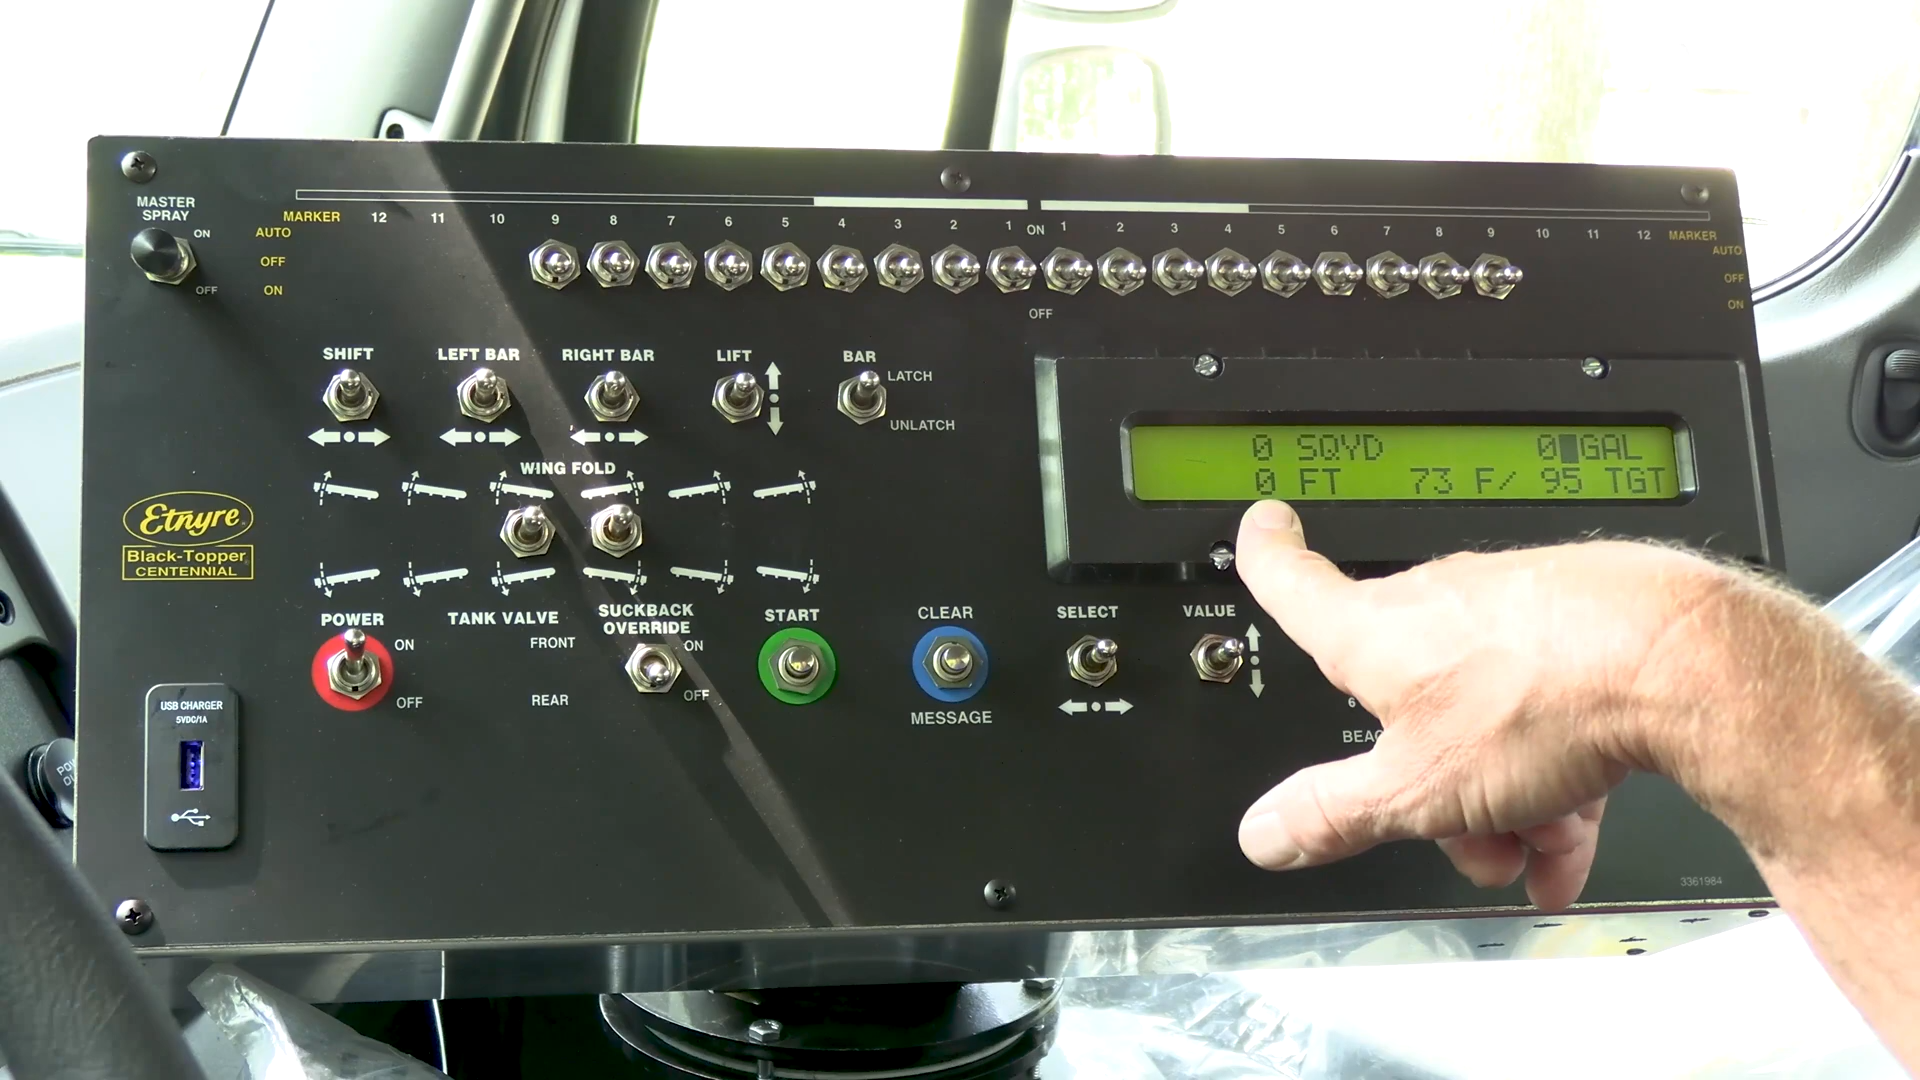 MASTER
SPRAY
ON
OFF
MARKER 12 11 10 9 8 7 6 5 4 3 2 1 ON 1 2 3 4 5 6 7 8 9 10 11 12 MARKER
AUTO
OFF
ON
AUTO
OFF
ON
OFF
SHIFT LEFT BAR RIGHT BAR LIFT BAR
LATCH
UNLATCH
WING FOLD
0 SQYD 0 GAL
0 FT 73 F/ 95 TGT
Etnyre
Black-Topper
CENTENNIAL
POWER
ON
OFF
TANK VALVE
FRONT
REAR
SUCKBACK
OVERRIDE
ON
OFF
START
CLEAR
MESSAGE
SELECT
VALUE
6
USB CHARGER
5VDC/1A
3361984